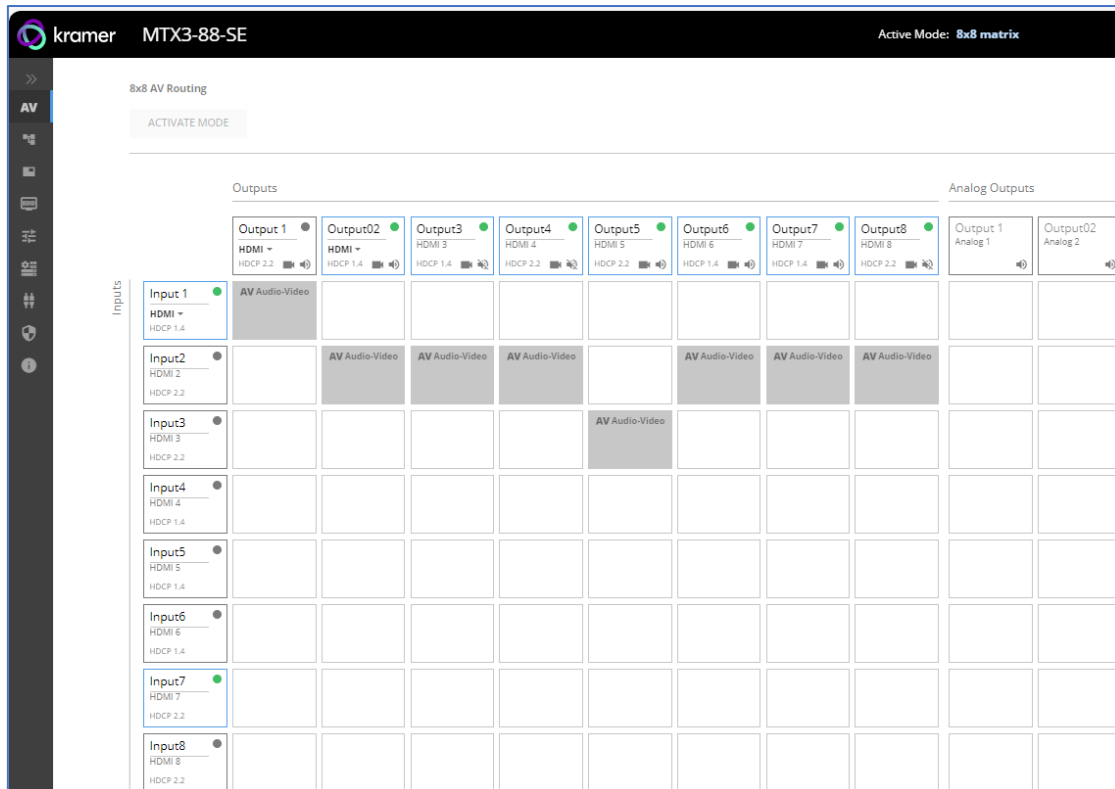 kramer MTX3-88-SE Active Mode: 8x8 matrix
AV
8x8 AV Routing
ACTIVATE MODE
Outputs Analog Outputs
Output 1 Output02 Output3 Output4 Output5 Output6 Output7 Output8 Output 1 Output02
HDMI HDMI HDMI 3 HDMI 4 HDMI 5 HDMI 6 HDMI 7 HDMI 8 Analog 1 Analog 2
HDCP 2.2 HDCP 1.4 HDCP 1.4 HDCP 2.2 HDCP 2.2 HDCP 1.4 HDCP 1.4 HDCP 2.2
Inputs
Input 1 AV Audio-Video
HDMI
HDCP 1.4
Input2 AV Audio-Video AV Audio-Video AV Audio-Video AV Audio-Video AV Audio-Video AV Audio-Video
HDMI 2
HDCP 2.2
Input3 AV Audio-Video
HDMI 3
HDCP 2.2
Input4
HDMI 4
HDCP 1.4
Input5
HDMI 5
HDCP 1.4
Input6
HDMI 6
HDCP 1.4
Input7
HDMI 7
HDCP 2.2
Input8
HDMI 8
HDCP 2.2